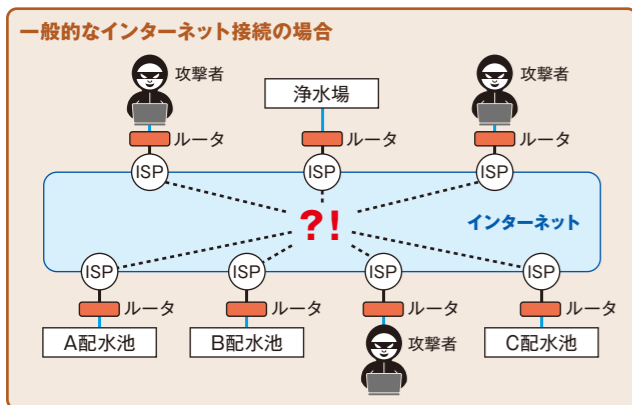 一般的なインターネット接続の場合
攻撃者
浄水場
攻撃者
ルータ
ルータ
ルータ
ISP
ISP
ISP
?!
インターネット
ISP
ISP
ISP
ISP
ルータ
ルータ
ルータ
ルータ
A配水池
B配水池
攻撃者
C配水池